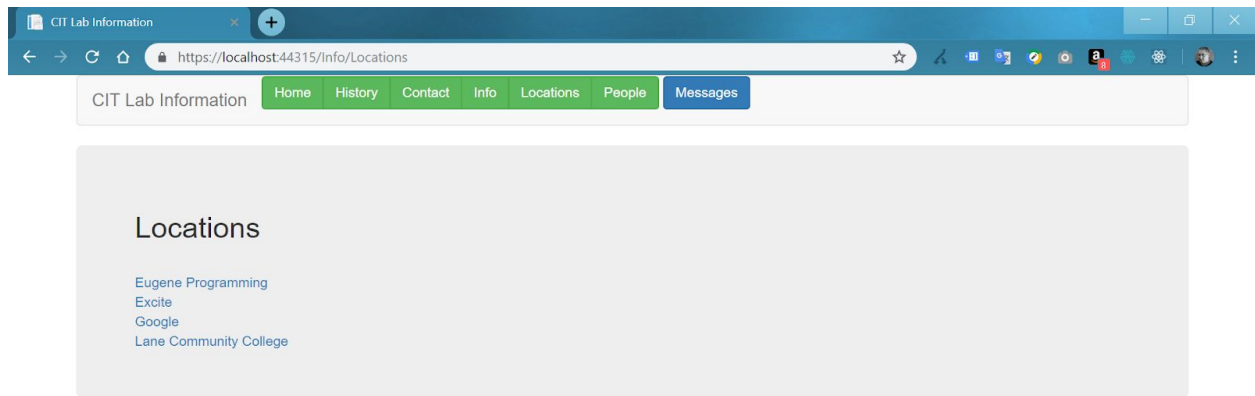 CIT Lab Information
https://localhost:44315/Info/Locations
CIT Lab Information Home History Contact Info Locations People Messages
Locations
Eugene Programming
Excite
Google
Lane Community College